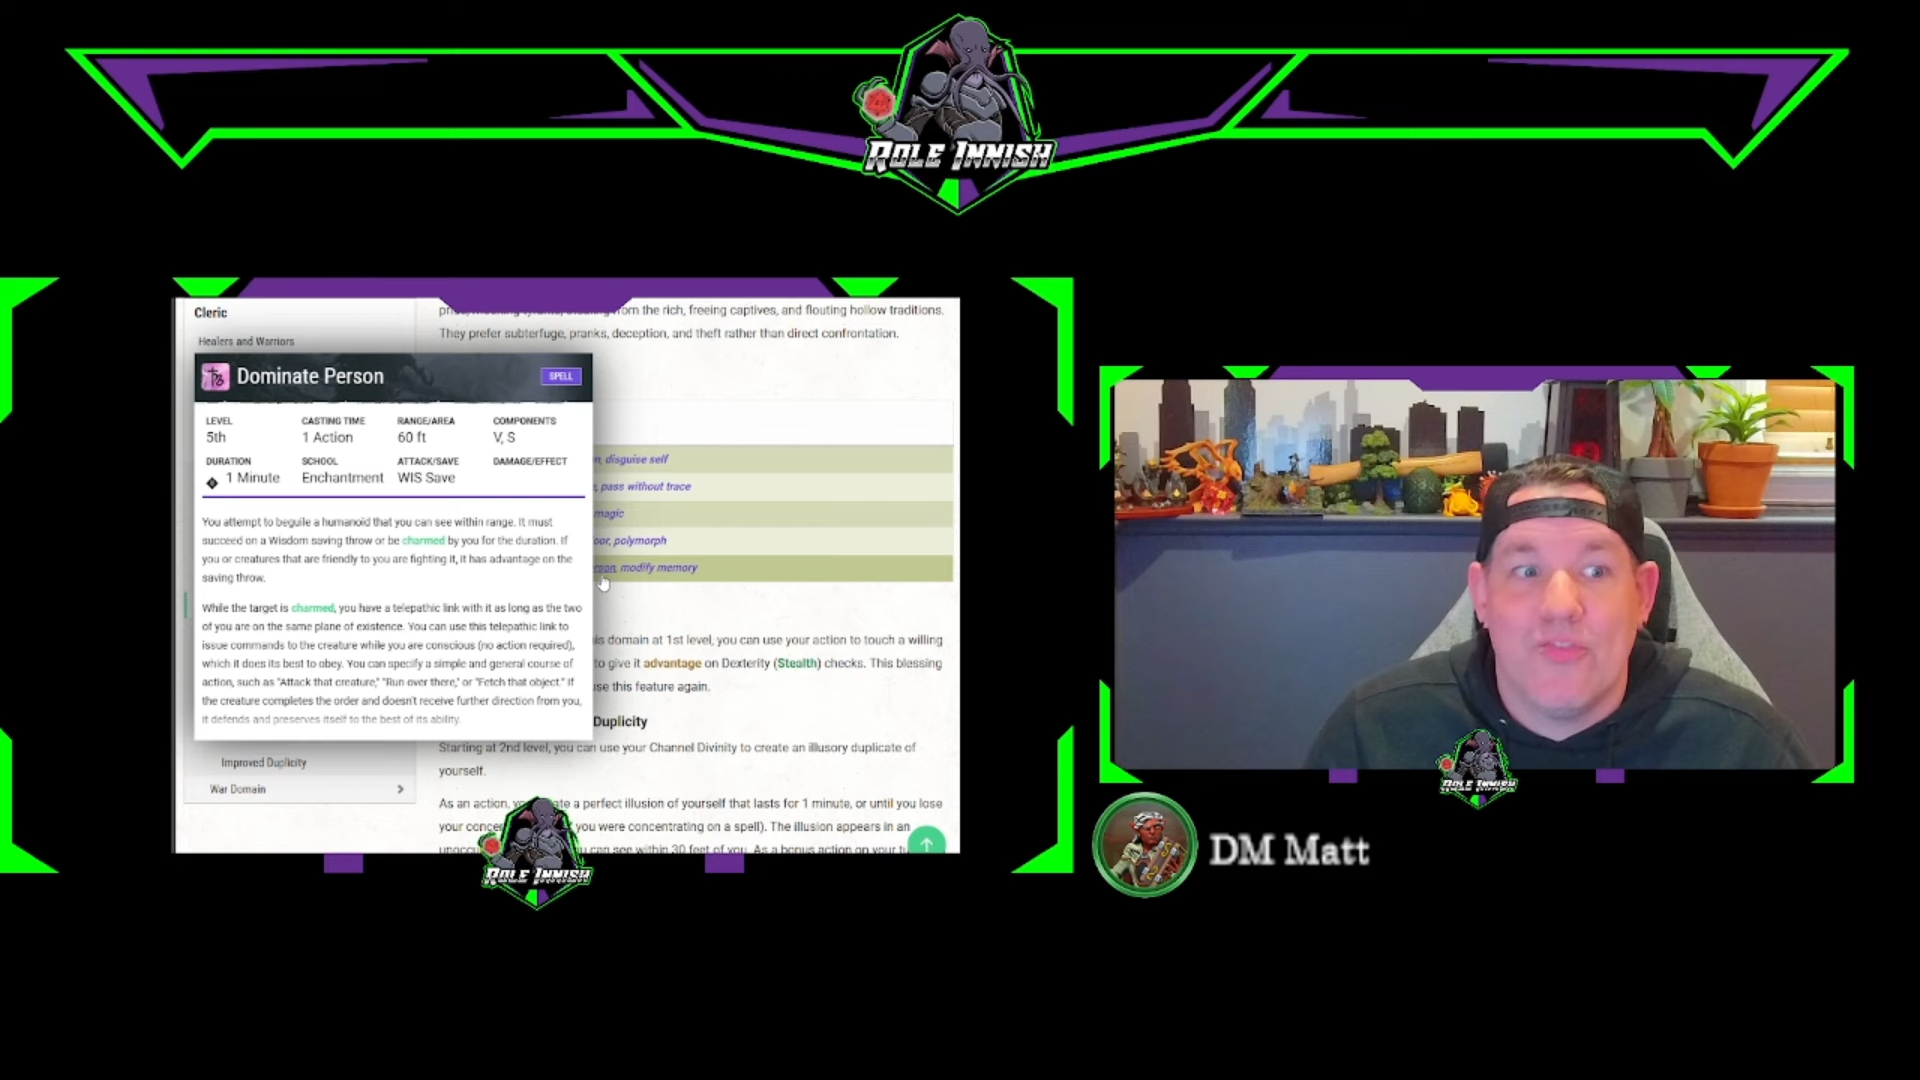 ROLE INNISH
Cleric
from the rich, freeing captives, and flouting hollow traditions.
They prefer subterfuge, pranks, deception, and theft rather than direct confrontation.
Healers and Warriors
Dominate Person
SPELL
LEVEL CASTING TIME RANGE/AREA COMPONENTS
5th 1 Action 60 ft V, S
DURATION SCHOOL ATTACK/SAVE DAMAGE/EFFECT
1 Minute Enchantment WIS Save
You attempt to beguile a humanoid that you can see within range. It must
succeed on a Wisdom saving throw or be charmed by you for the duration. If
you or creatures that are friendly to you are fighting it, it has advantage on the
saving throw.
While the target is charmed, you have a telepathic link with it as long as the two
of you are on the same plane of existence. You can use this telepathic link to
issue commands to the creature while you are conscious (no action required),
which it does its best to obey. You can specify a simple and general course of
action, such as "Attack that creature," "Run over there," or "Fetch that object." If
the creature completes the order and doesn't receive further direction from you,
it defends and preserves itself to the best of its ability.
disguise self
pass without trace
magic
polymorph
modify memory
domain at 1st level, you can use your action to touch a willing
to give it advantage on Dexterity (Stealth) checks. This blessing
use this feature again.
Duplicity
Starting at 2nd level, you can use your Channel Divinity to create an illusory duplicate of
yourself.
As an action, a perfect illusion of yourself that lasts for 1 minute, or until you lose
your you were concentrating on a spell). The illusion appears in an
can see within 30 feet of you. As a bonus action on your
Improved Duplicity
War Domain
ROLE INNISH
ROLE INNISH
DM Matt